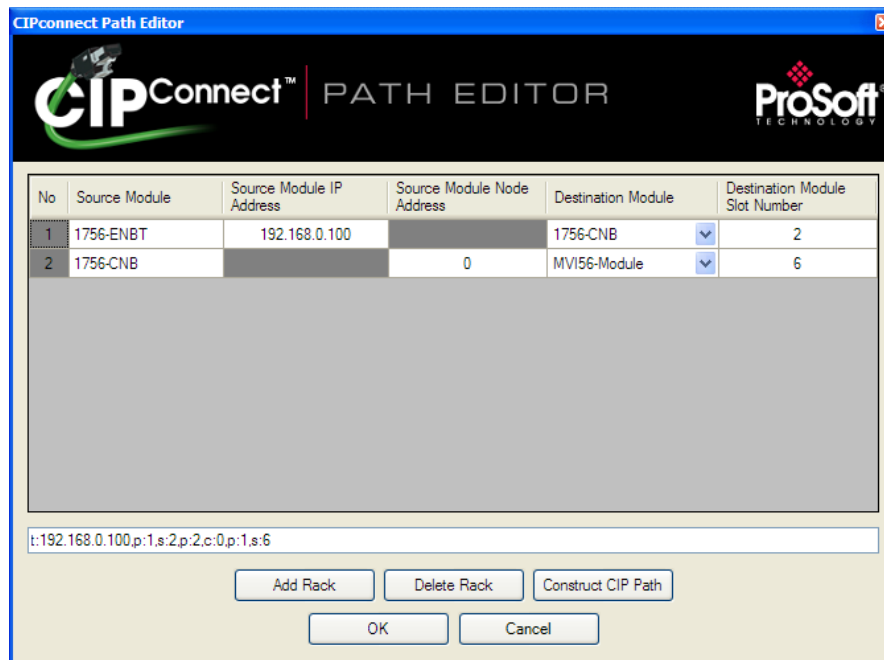 CIPconnect Path Editor
CIPConnect™ PATH EDITOR
ProSoft®
TECHNOLOGY
No Source Module Source Module IP Address Source Module Node Address Destination Module Destination Module Slot Number
1 1756-ENBT 192.168.0.100 1756-CNB 2
2 1756-CNB 0 MVI56-Module 6
t:192.168.0.100,p:1,s:2,p:2,c:0,p:1,s:6
Add Rack Delete Rack Construct CIP Path
OK Cancel